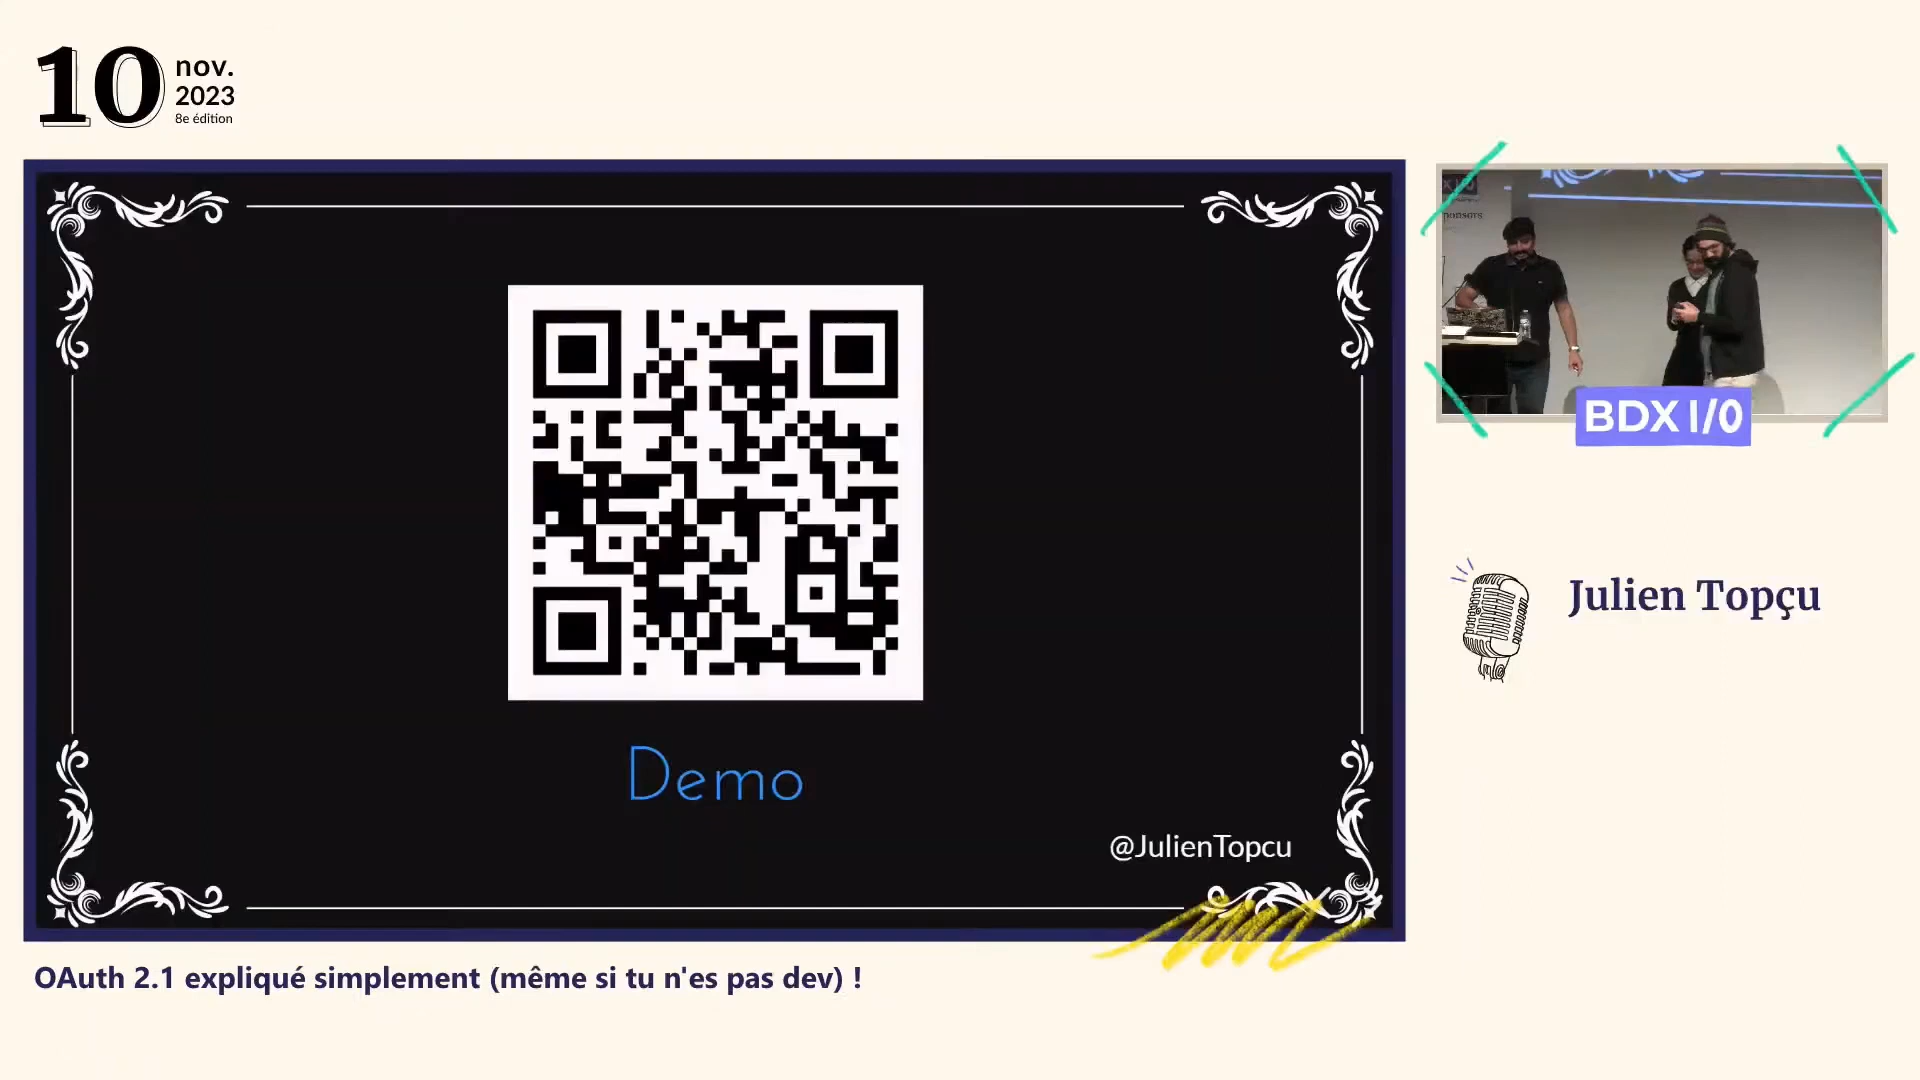 10
nov.
2023
8e édition
Demo
@JulienTopcu
BDX I/O
Julien Topçu
OAuth 2.1 expliqué simplement (même si tu n'es pas dev) !